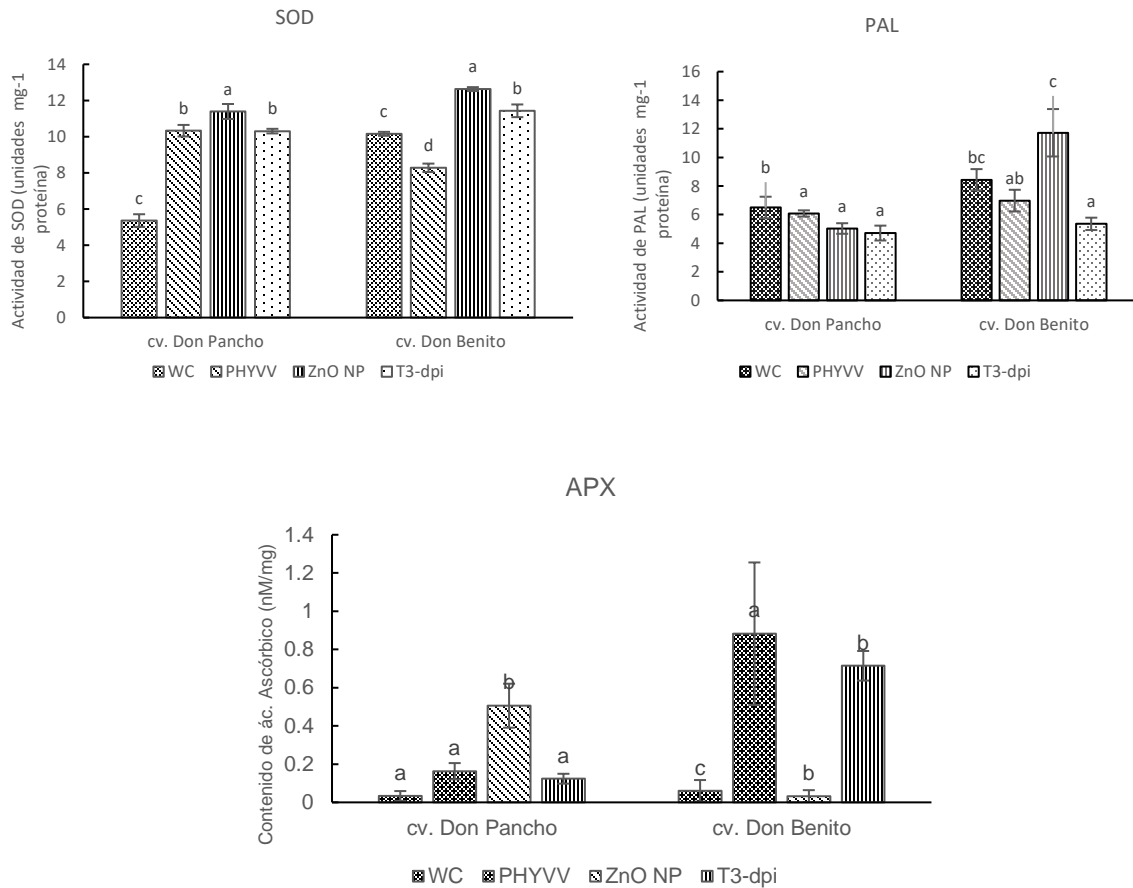 SOD
Actividad de SOD (unidades mg-1
proteína)
14
12
10
8
6
4
2
0
c
b
a
b
c
d
a
b
cv. Don Pancho
cv. Don Benito
WC
PHYVV
ZnO NP
T3-dpi
PAL
Actividad de PAL (unidades mg-1
proteína)
16
14
12
10
8
6
4
2
0
b
a
a
a
bc
ab
c
a
cv. Don Pancho
cv. Don Benito
WC
PHYVV
ZnO NP
T3-dpi
APX
Contenido de ác. Ascórbico (nM/mg)
1.4
1.2
1
0.8
0.6
0.4
0.2
0
a
a
b
a
c
a
b
b
cv. Don Pancho
cv. Don Benito
WC
PHYVV
ZnO NP
T3-dpi